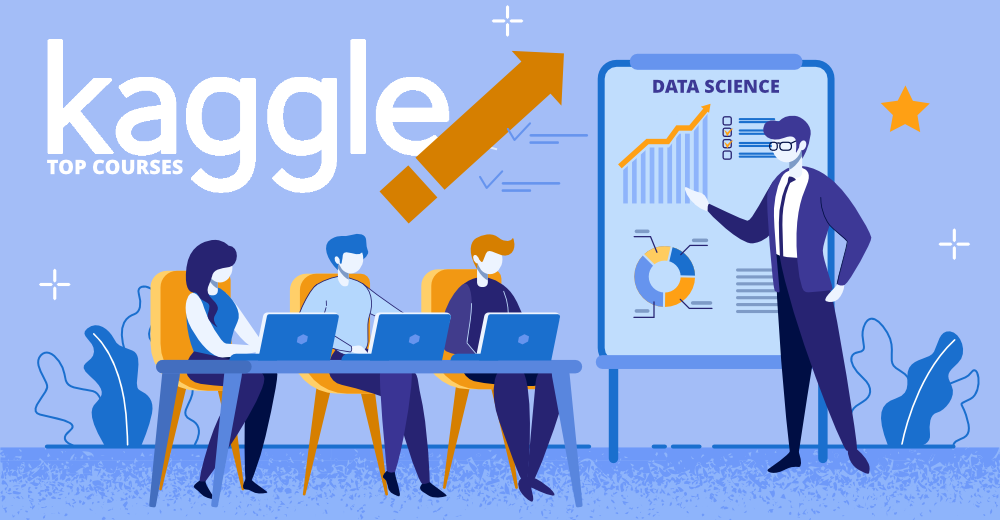 kaggle
TOP COURSES
DATA SCIENCE